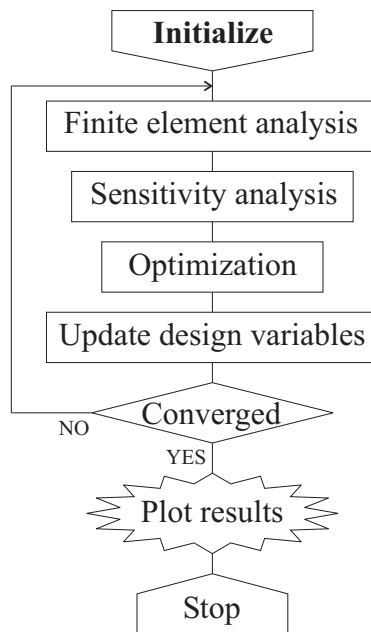 Initialize
Finite element analysis
Sensitivity analysis
Optimization
Update design variables
Converged
NO
YES
Plot results
Stop